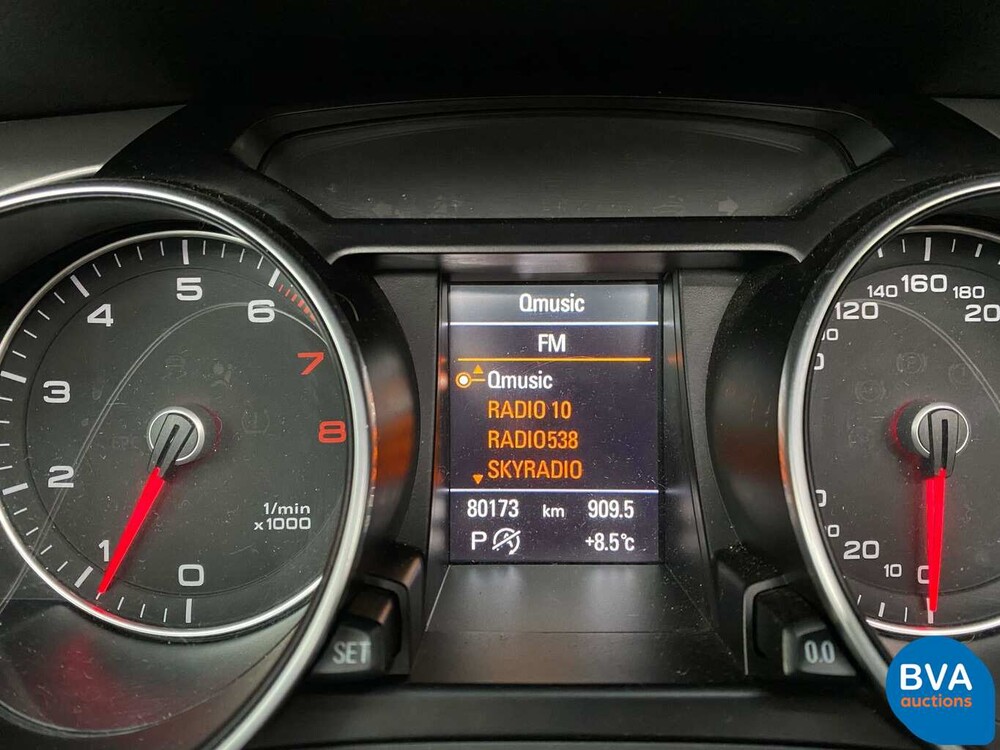 Qmusic
FM
Qmusic
RADIO 10
RADIO538
SKYRADIO
80173 km 909.5
P +8.5°c
0
1
2
3
4
5
6
7
8
1/min
x1000
0
10
20
120
140
160
180
SET
0.0
BVA
auctions